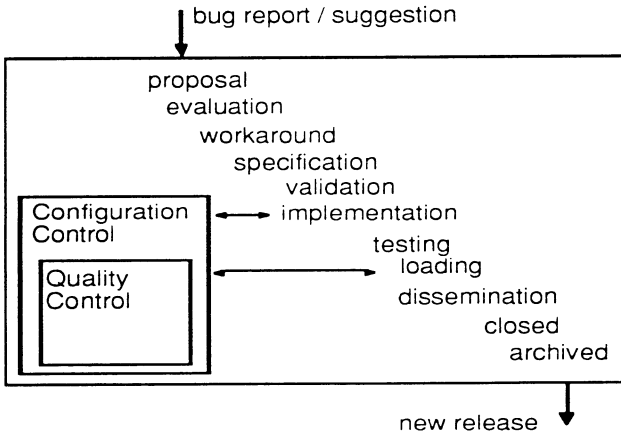 bug report / suggestion
proposal
evaluation
workaround
specification
validation
Configuration
Control
implementation
testing
loading
Quality
Control
dissemination
closed
archived
new release